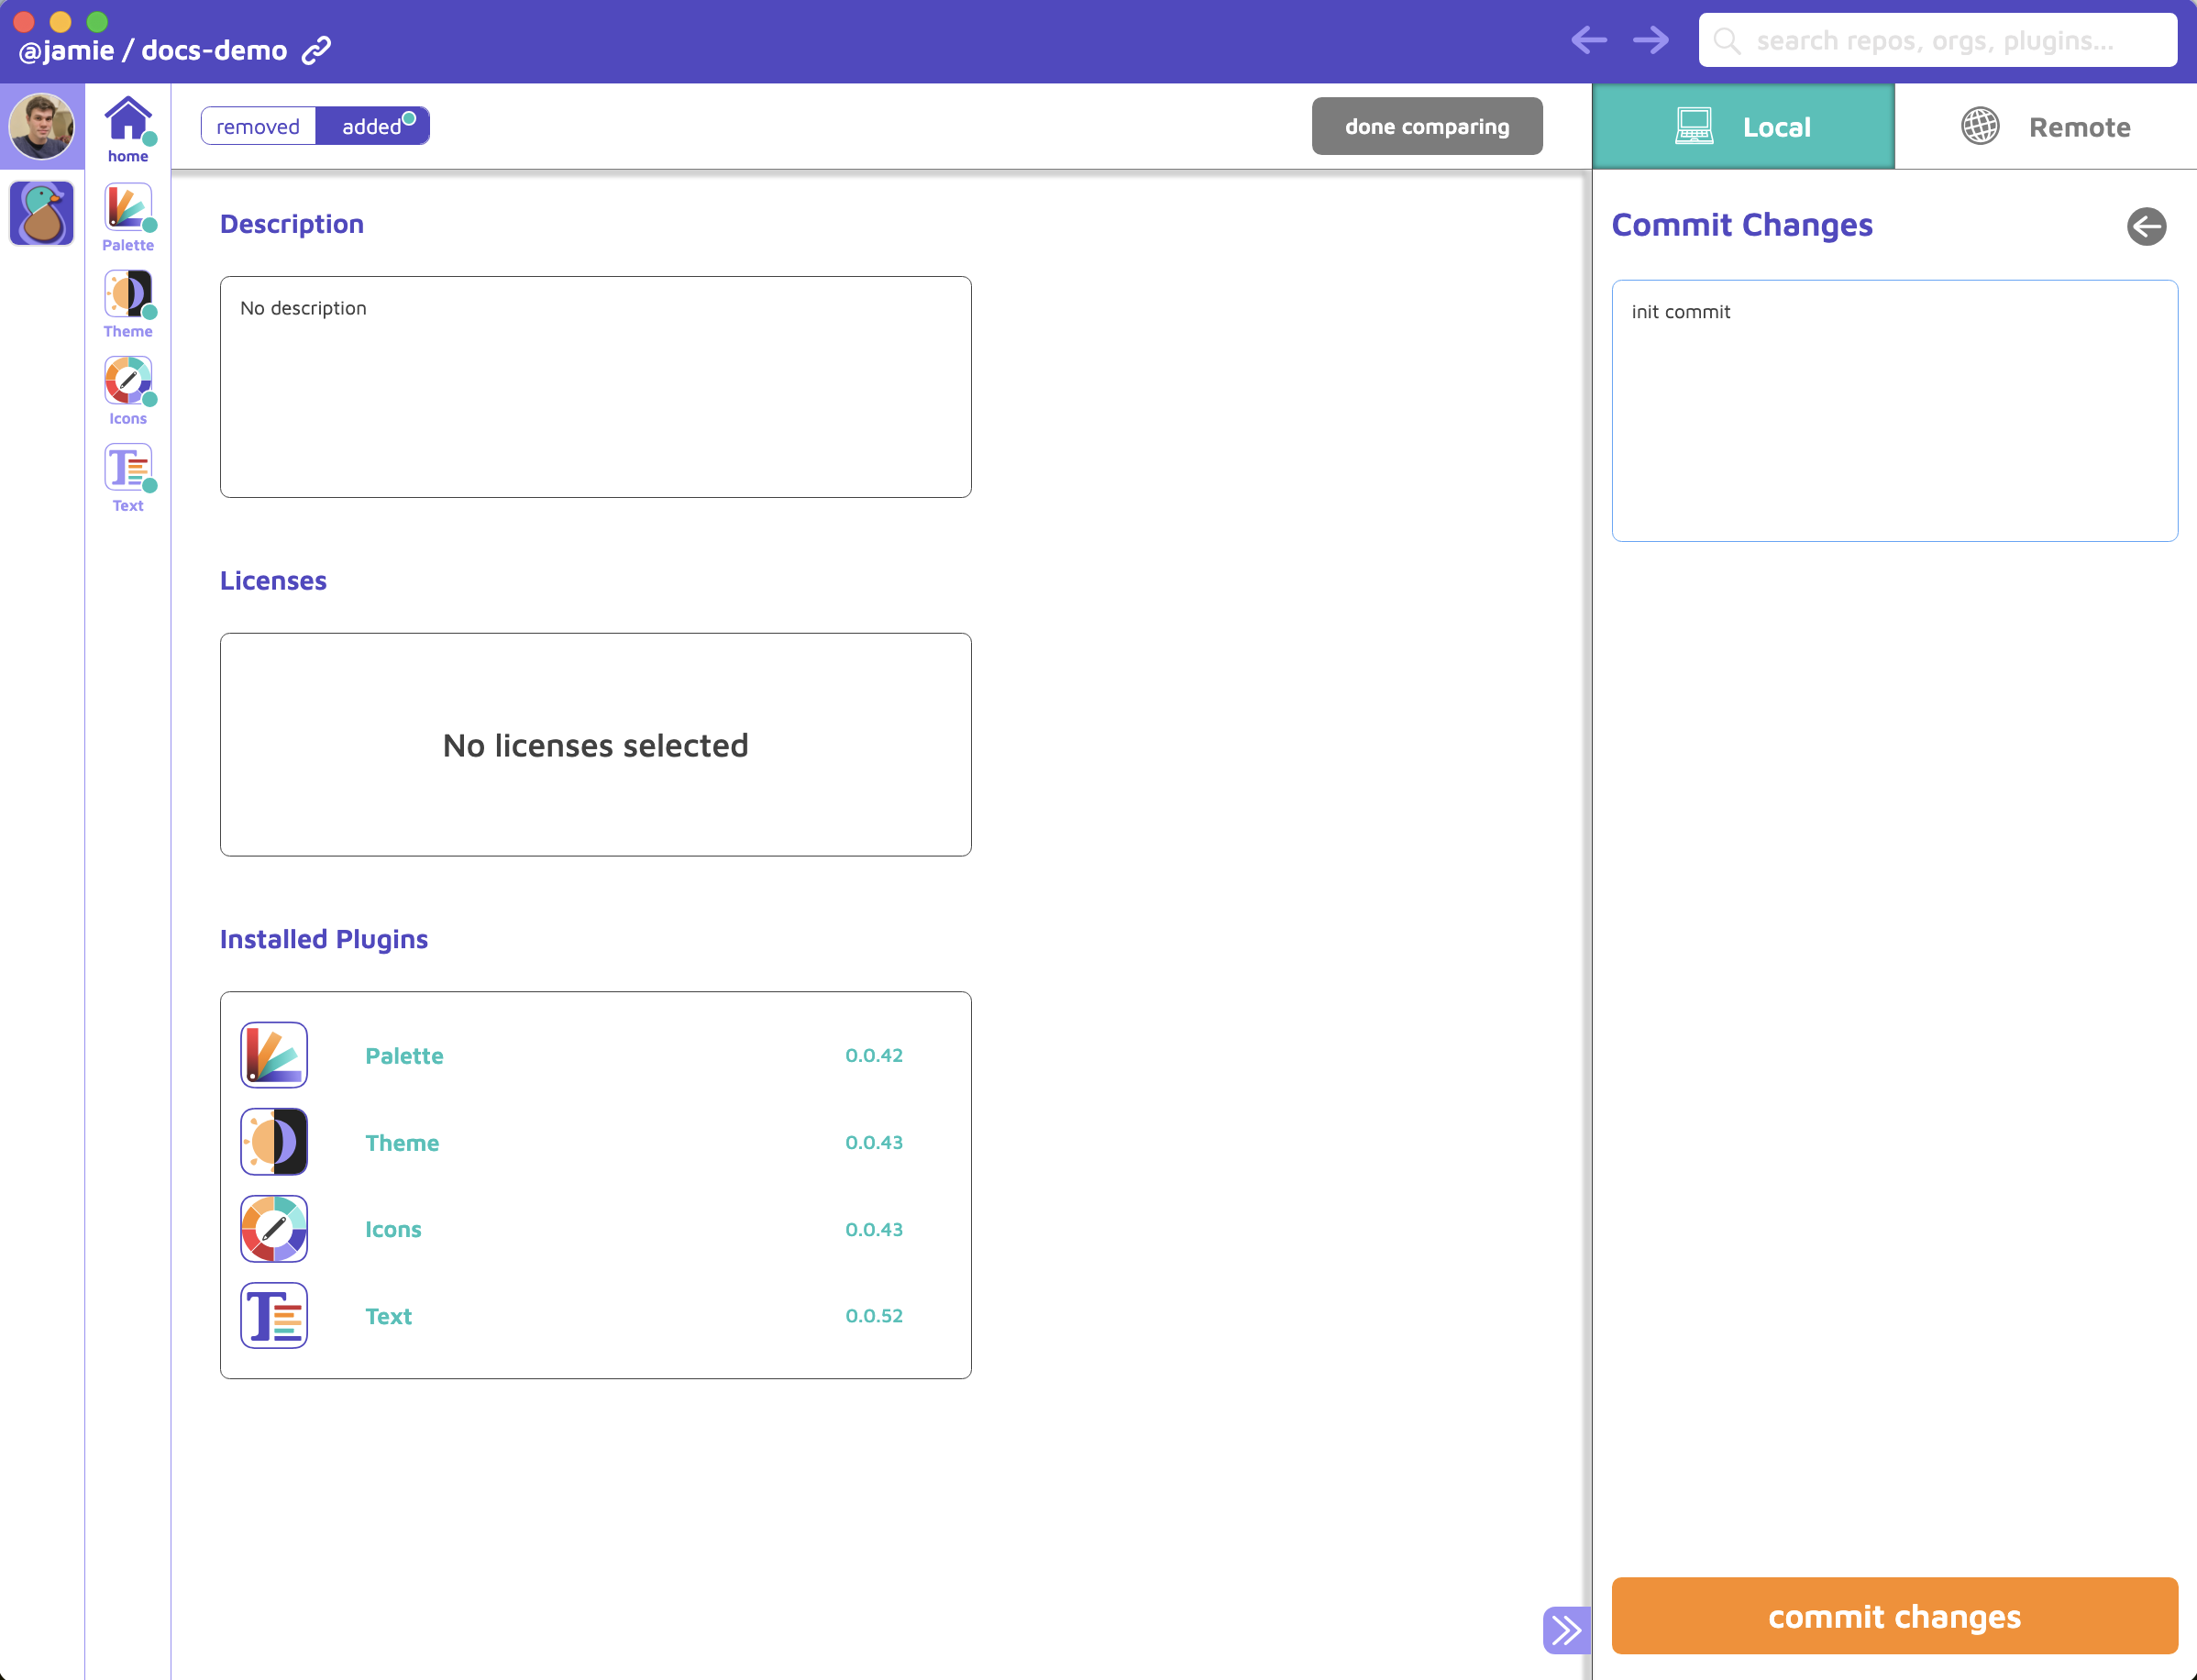 @jamie / docs-demo
search repos, orgs, plugins...
home
Palette
Theme
Icons
Text
removed
added
done comparing
Description
No description
Licenses
No licenses selected
Installed Plugins
Palette 0.0.42
Theme 0.0.43
Icons 0.0.43
Text 0.0.52
Local
Remote
Commit Changes
init commit
commit changes